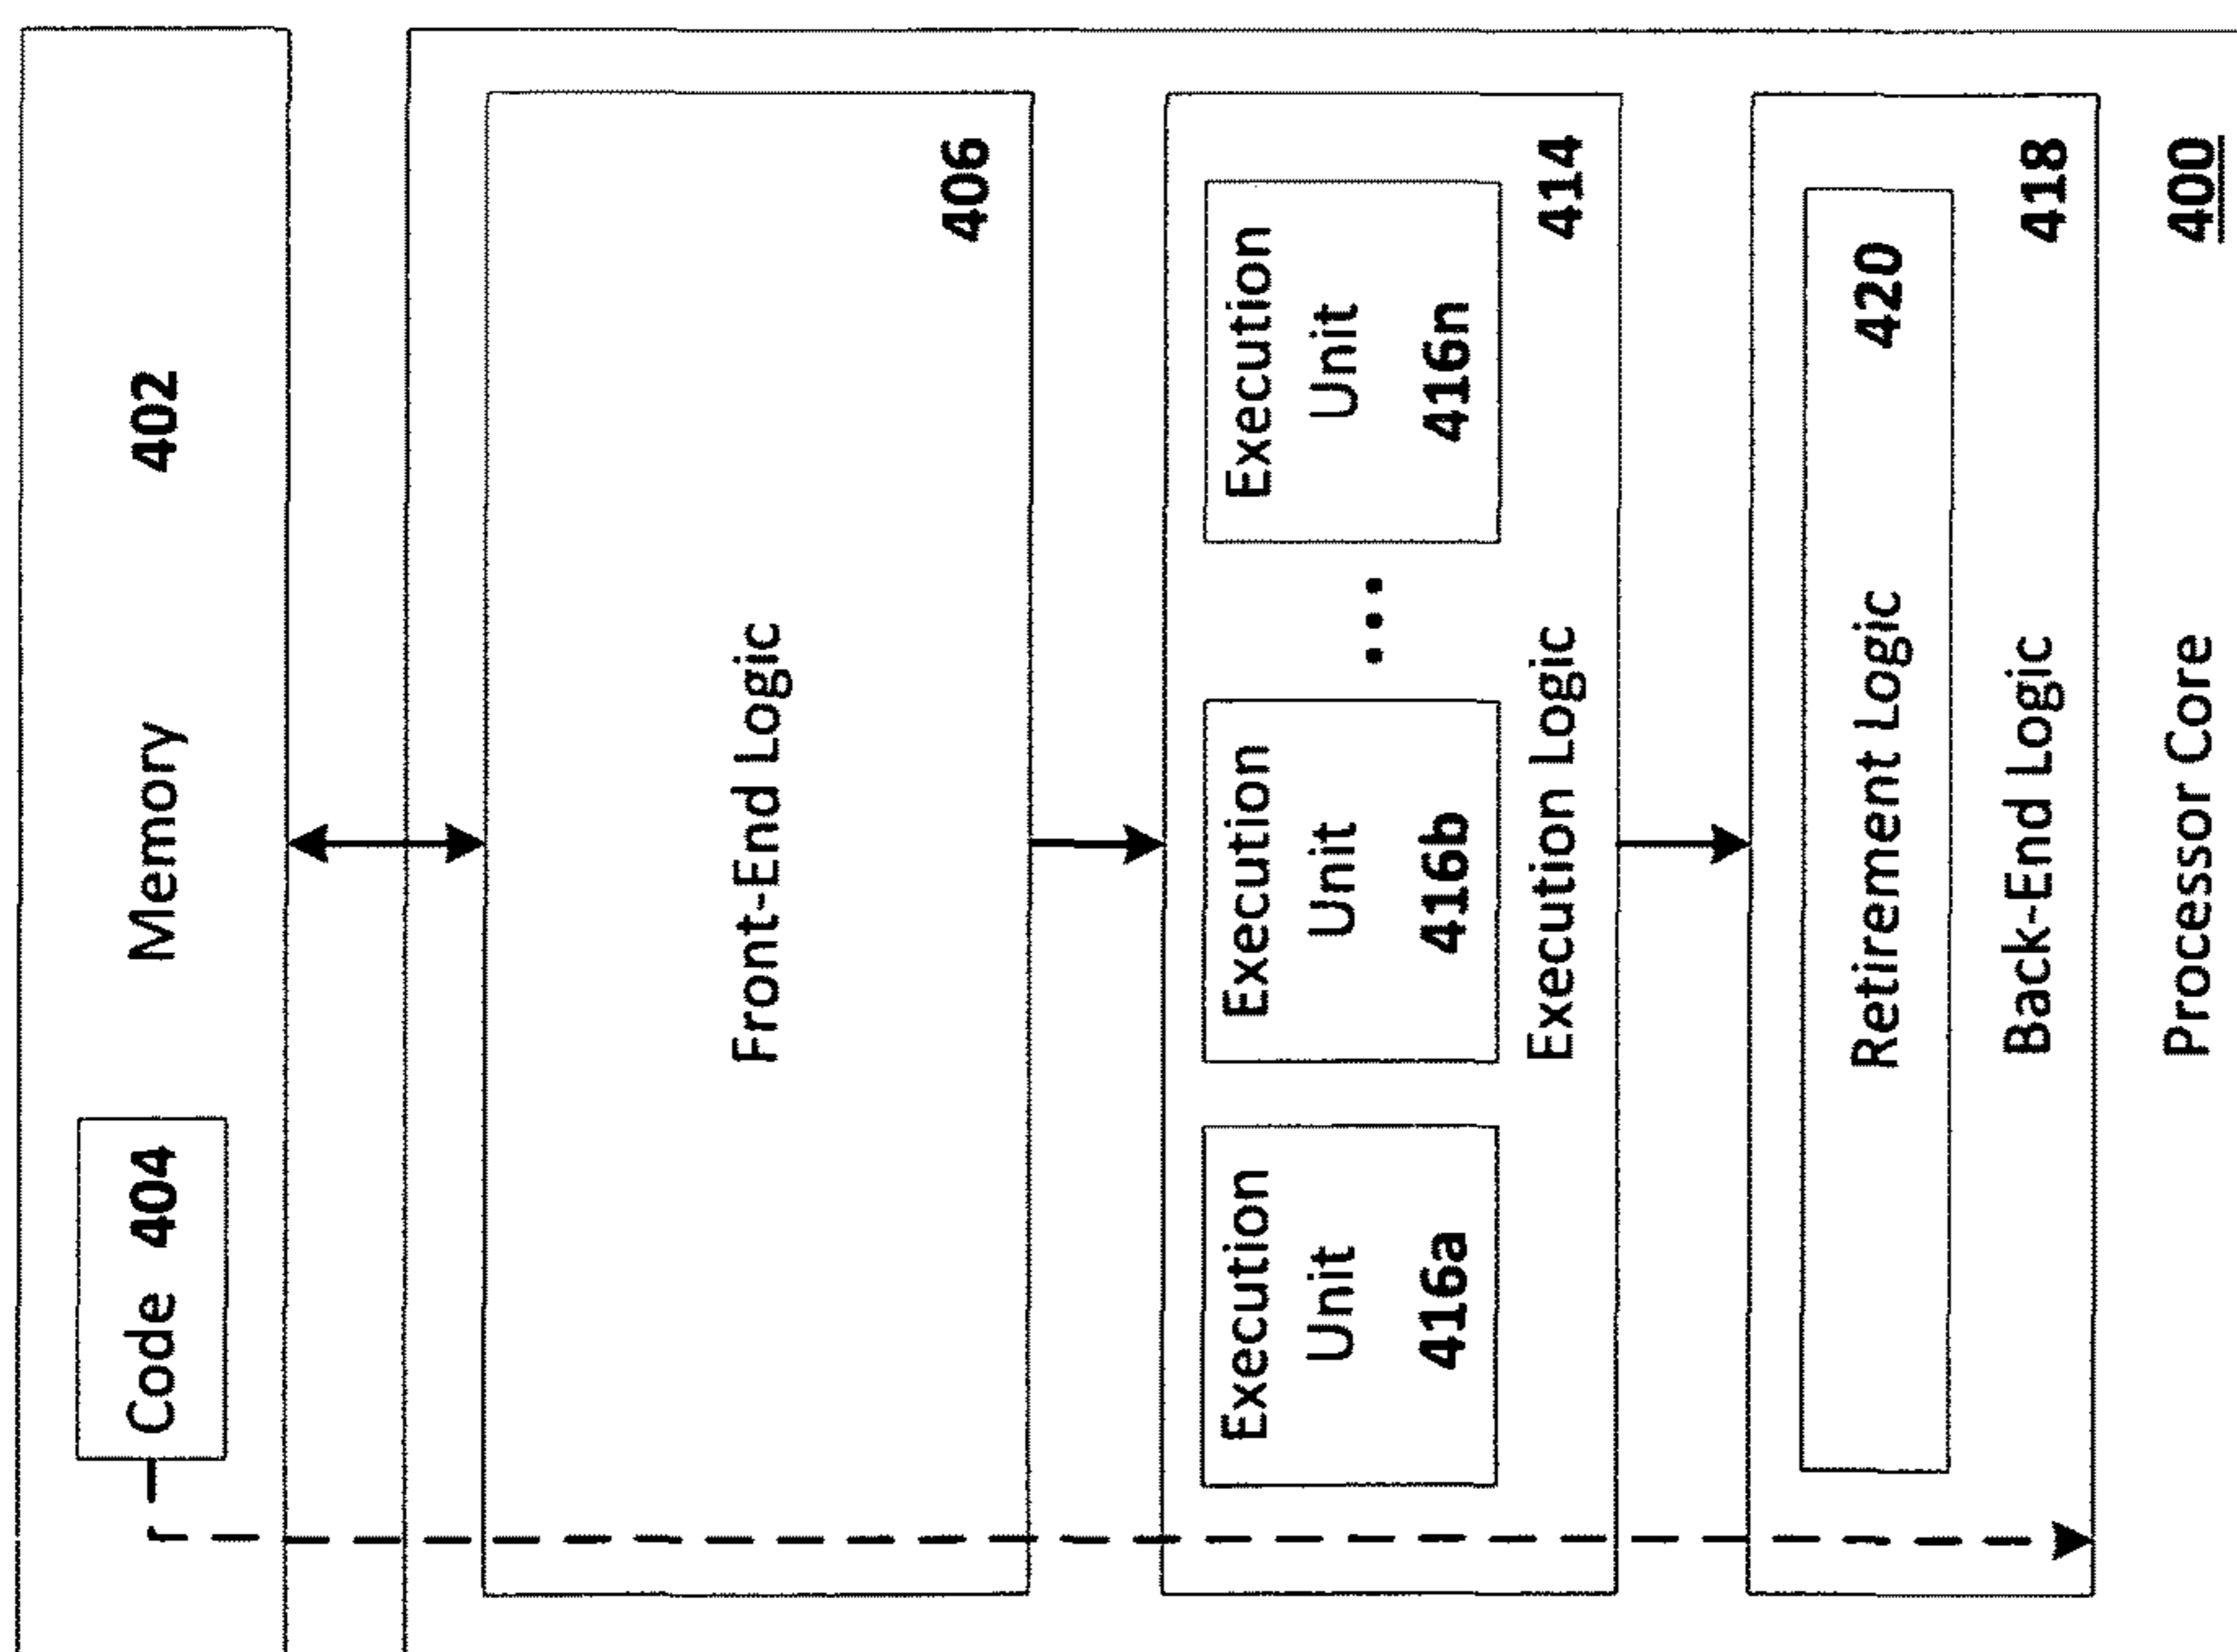 Memory 402
Code 404
Front-End Logic
406
Execution
Unit
416a
Execution
Unit
416b
...
Execution
Unit
416n
Execution Logic 414
Retirement Logic 420
Back-End Logic 418
Processor Core 400